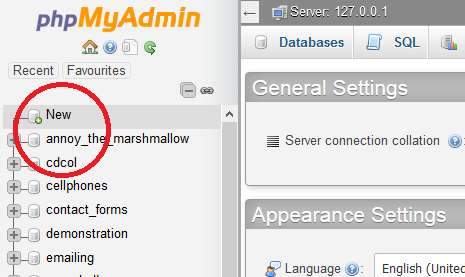 phpMyAdmin
Server: 127.0.0.1
Databases
SQL
Recent
Favourites
General Settings
New
annoy_the_marshmallow
Server connection collation
cdcol
cellphones
contact_forms
Appearance Settings
demonstration
emailing
Language
: English (United